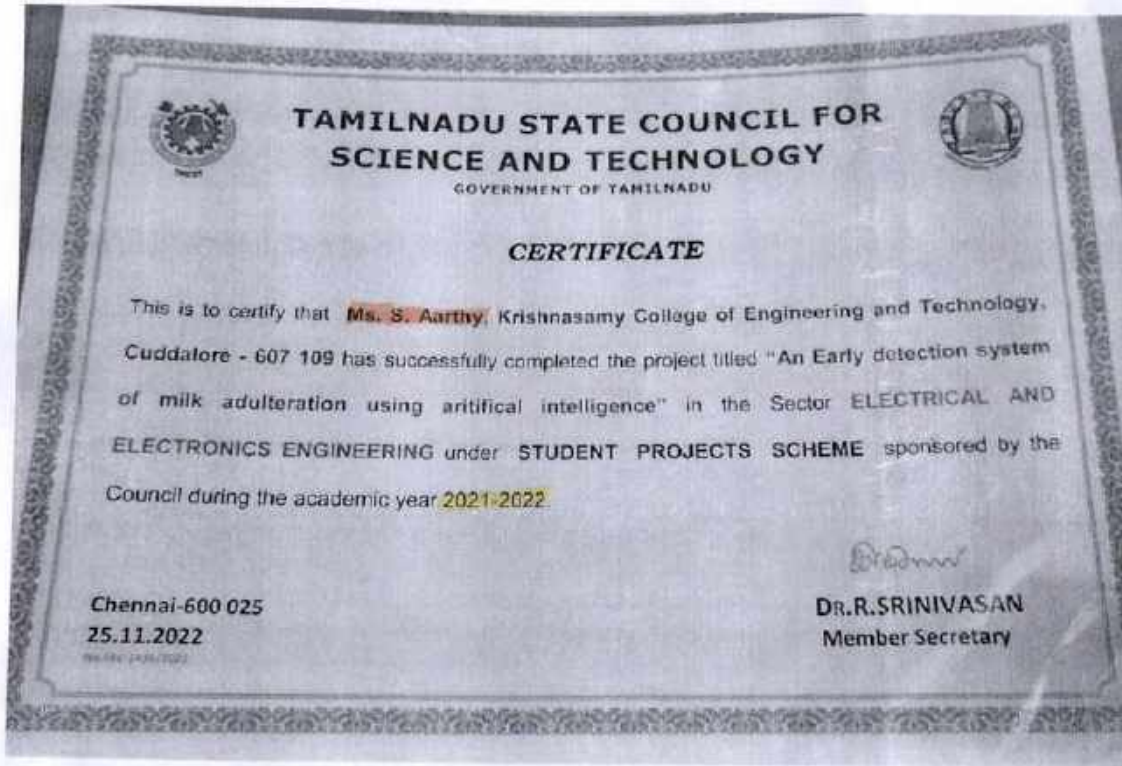 TAMILNADU STATE COUNCIL FOR
SCIENCE AND TECHNOLOGY
GOVERNMENT OF TAMILNADU
CERTIFICATE
This is to certify that Ms. S. Aarthy, Krishnasamy College of Engineering and Technology,
Cuddalore - 607 109 has successfully completed the project titled "An Early detection system
of milk adulteration using aritifical intelligence" in the Sector ELECTRICAL AND
ELECTRONICS ENGINEERING under STUDENT PROJECTS SCHEME sponsored by the
Council during the academic year 2021-2022.
Chennai-600 025
25.11.2022
DR.R.SRINIVASAN
Member Secretary